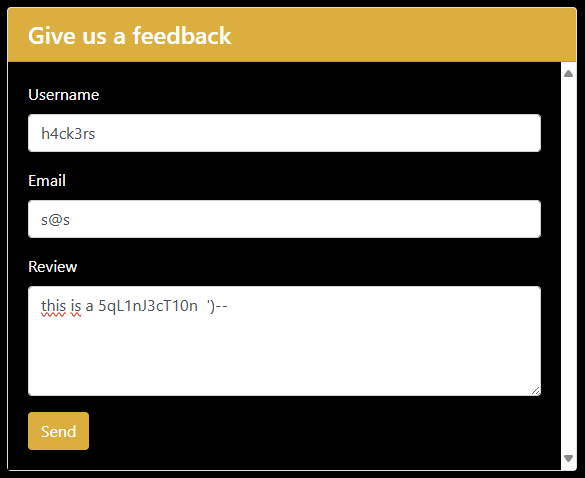 Give us a feedback
Username
h4ck3rs
Email
s@s
Review
this is a 5qL1nJ3cT10n  ')--
Send